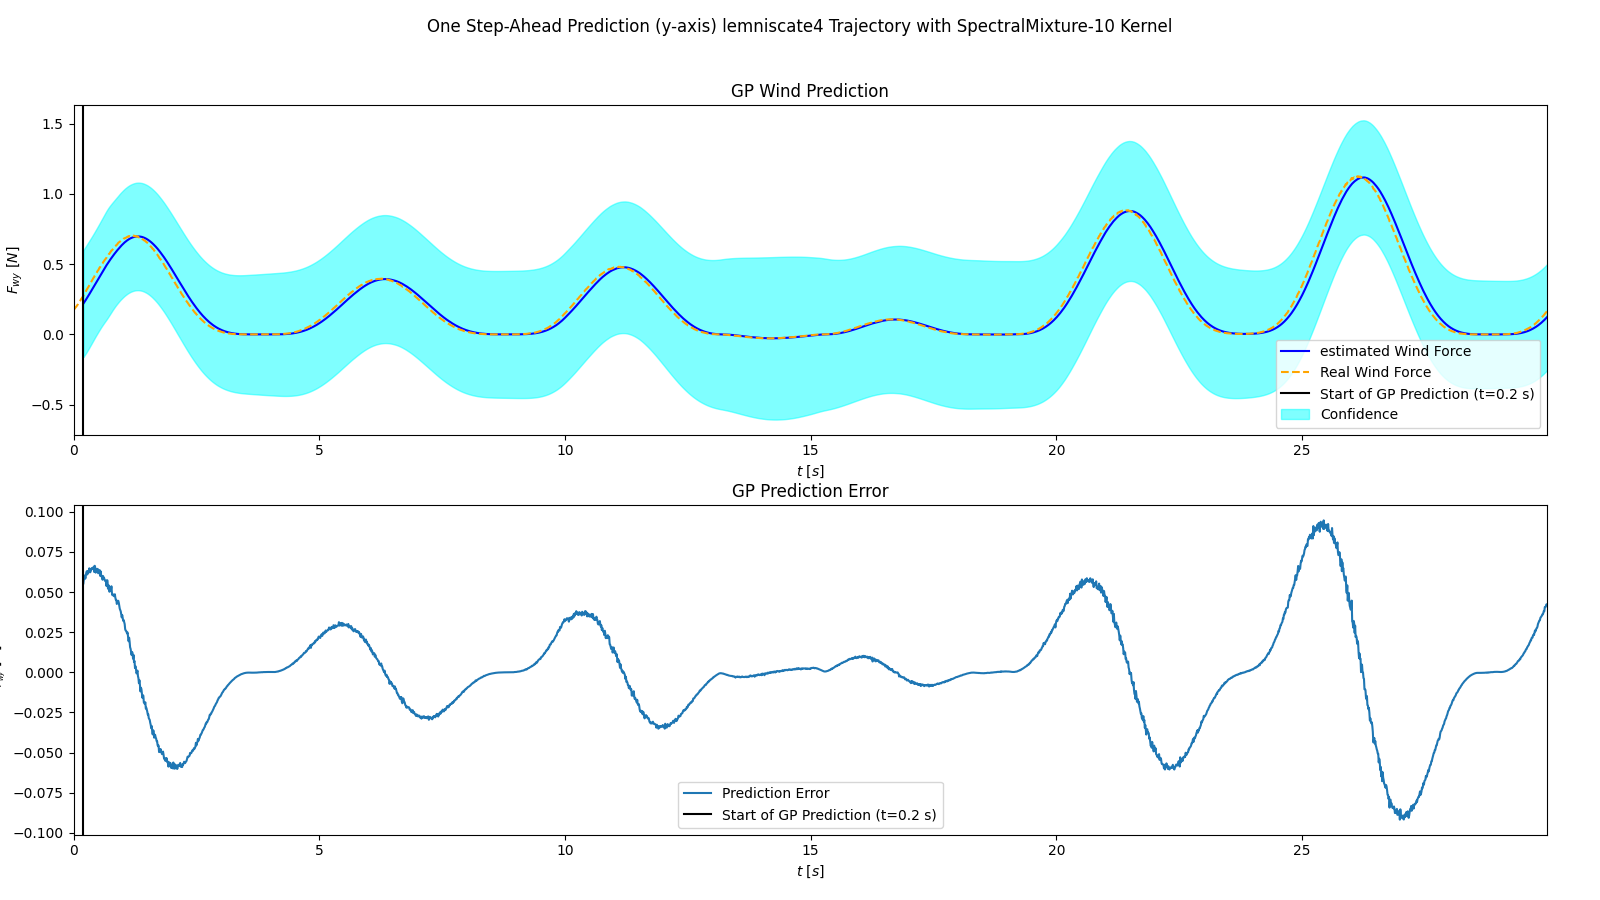 One Step-Ahead Prediction (y-axis) lemniscate4 Trajectory with SpectralMixture-10 Kernel
GP Wind Prediction
1.5
1.0
0.5
0.0
−0.5
F_wy [N]
estimated Wind Force
Real Wind Force
Start of GP Prediction (t=0.2 s)
Confidence
0 5 10 15 20 25
t [s]
GP Prediction Error
0.100
0.075
0.050
0.025
0.000
−0.025
−0.050
−0.075
−0.100
Prediction Error
Start of GP Prediction (t=0.2 s)
0 5 10 15 20 25
t [s]